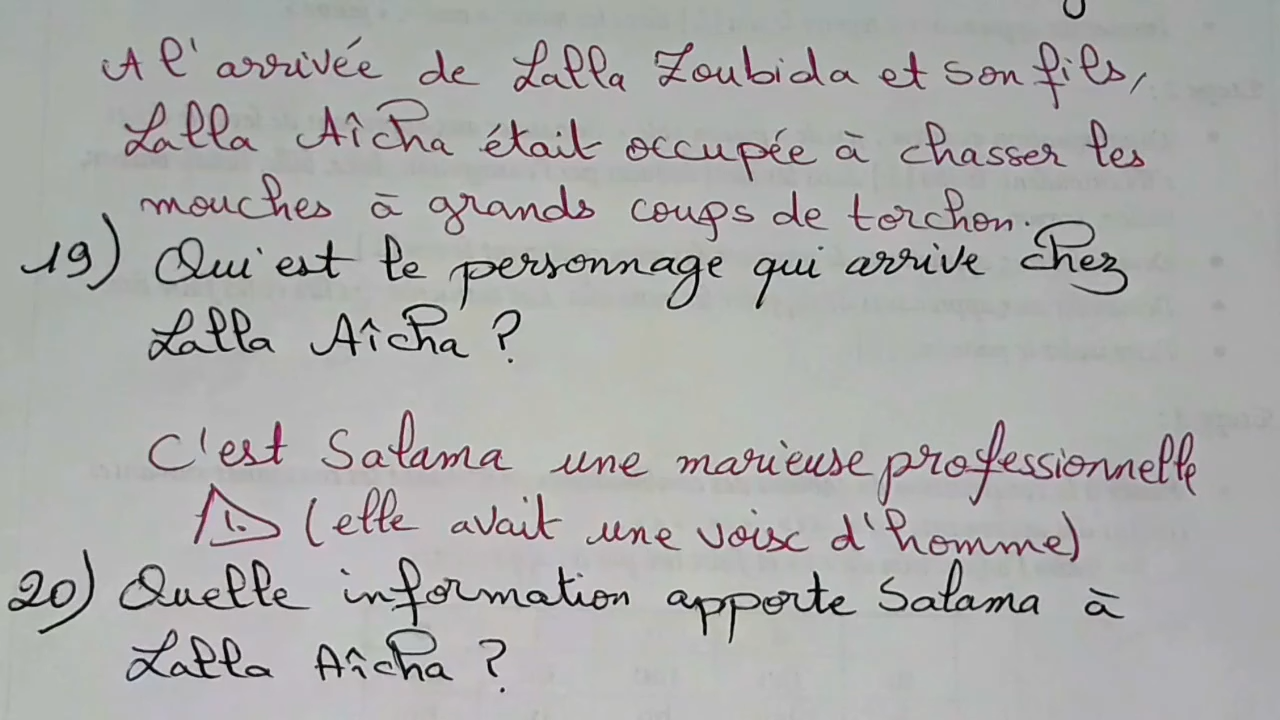 A l'arrivée de Lalla Zoubida et son fils,
Lalla Aîcha était occupée à chasser les
mouches à grands coups de torchon.
19) Qui est le personnage qui arrive chez
Lalla Aîcha ?
C'est Salama une marieuse professionnelle
(elle avait une voix d'homme)
20) Quelle information apporte Salama à
Lalla Aîcha ?